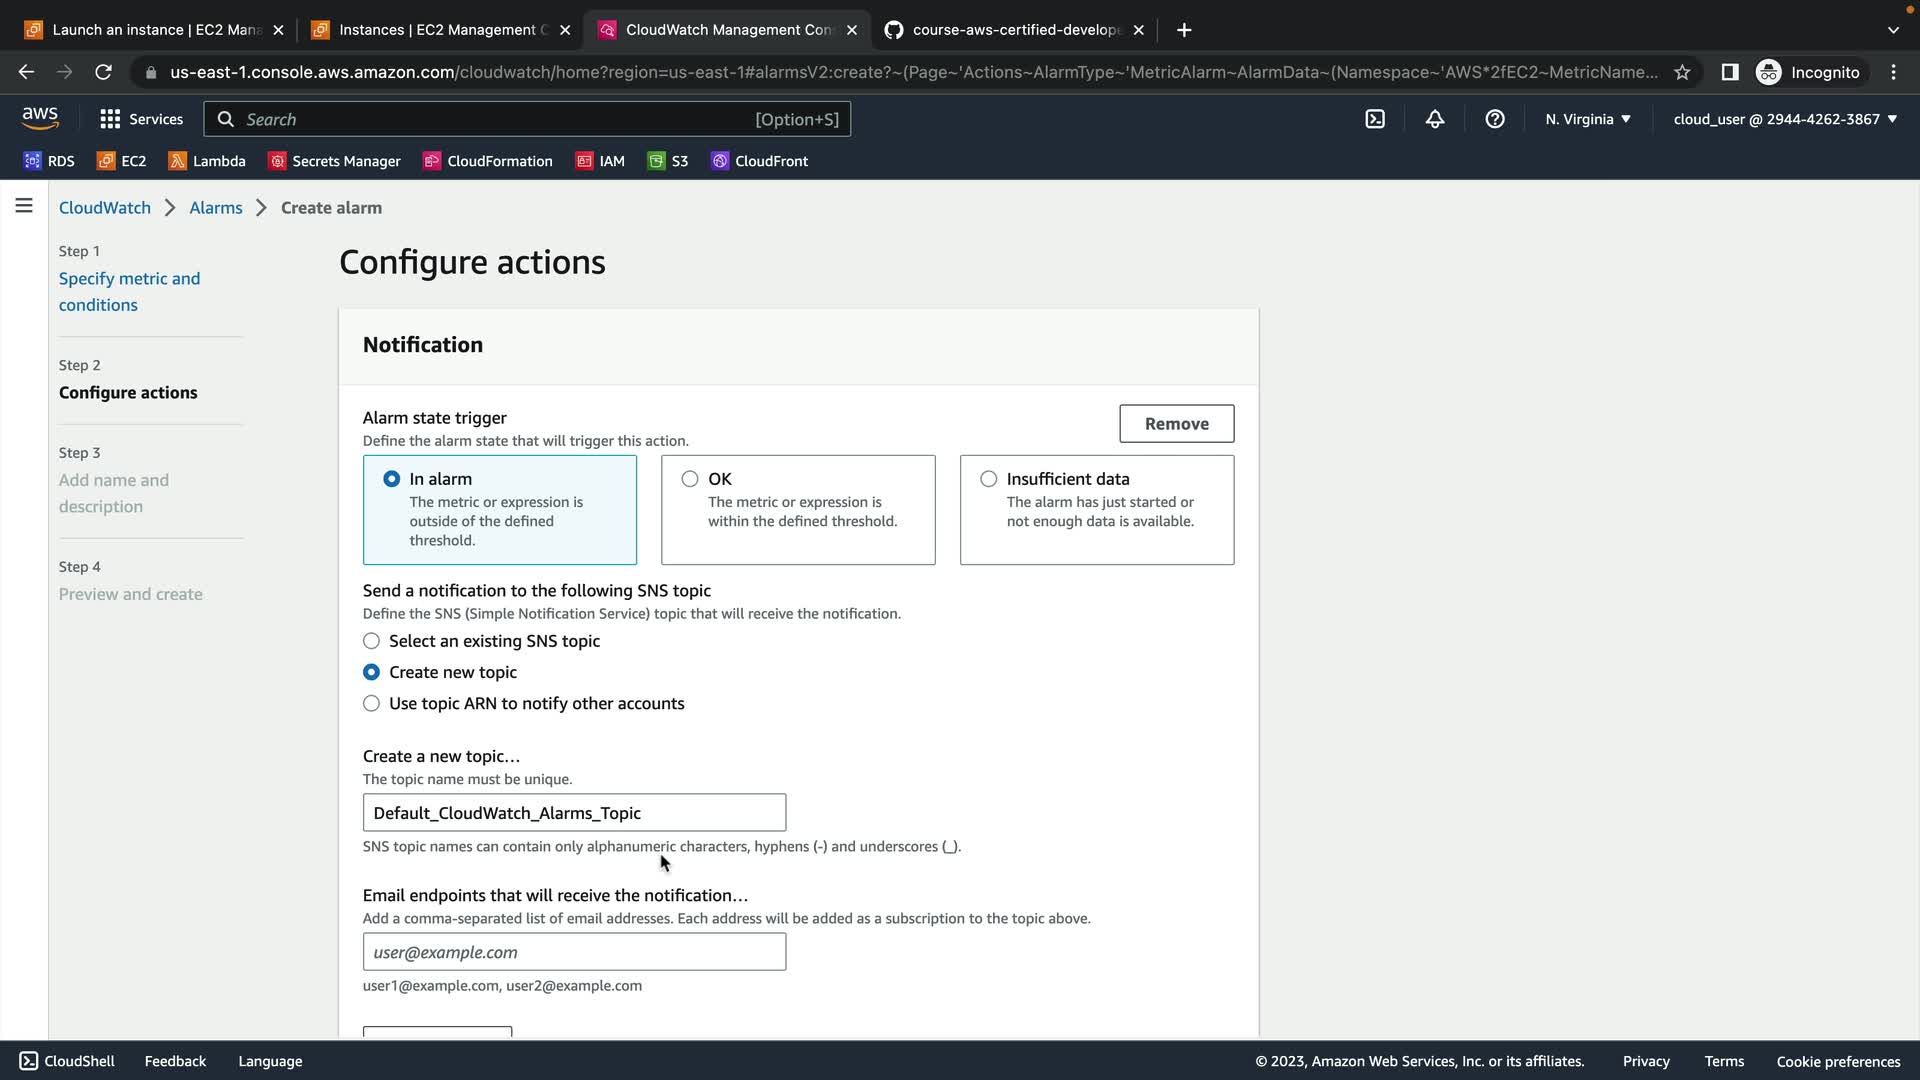 Launch an instance | EC2 Mana
Instances | EC2 Management C
CloudWatch Management Con
course-aws-certified-develope
us-east-1.console.aws.amazon.com/cloudwatch/home?region=us-east-1#alarmsV2:create?~(Page~'Actions~AlarmType~'MetricAlarm~AlarmData~(Namespace~'AWS*2fEC2~MetricName...
Incognito
aws
Services
Search
[Option+S]
N. Virginia
cloud_user @ 2944-4262-3867
RDS
EC2
Lambda
Secrets Manager
CloudFormation
IAM
S3
CloudFront
CloudWatch
Alarms
Create alarm
Step 1
Specify metric and
conditions
Step 2
Configure actions
Step 3
Add name and
description
Step 4
Preview and create
Configure actions
Notification
Alarm state trigger
Define the alarm state that will trigger this action.
Remove
In alarm
The metric or expression is
outside of the defined
threshold.
OK
The metric or expression is
within the defined threshold.
Insufficient data
The alarm has just started or
not enough data is available.
Send a notification to the following SNS topic
Define the SNS (Simple Notification Service) topic that will receive the notification.
Select an existing SNS topic
Create new topic
Use topic ARN to notify other accounts
Create a new topic…
The topic name must be unique.
Default_CloudWatch_Alarms_Topic
SNS topic names can contain only alphanumeric characters, hyphens (-) and underscores (_).
Email endpoints that will receive the notification…
Add a comma-separated list of email addresses. Each address will be added as a subscription to the topic above.
user@example.com
user1@example.com, user2@example.com
CloudShell
Feedback
Language
© 2023, Amazon Web Services, Inc. or its affiliates.
Privacy
Terms
Cookie preferences